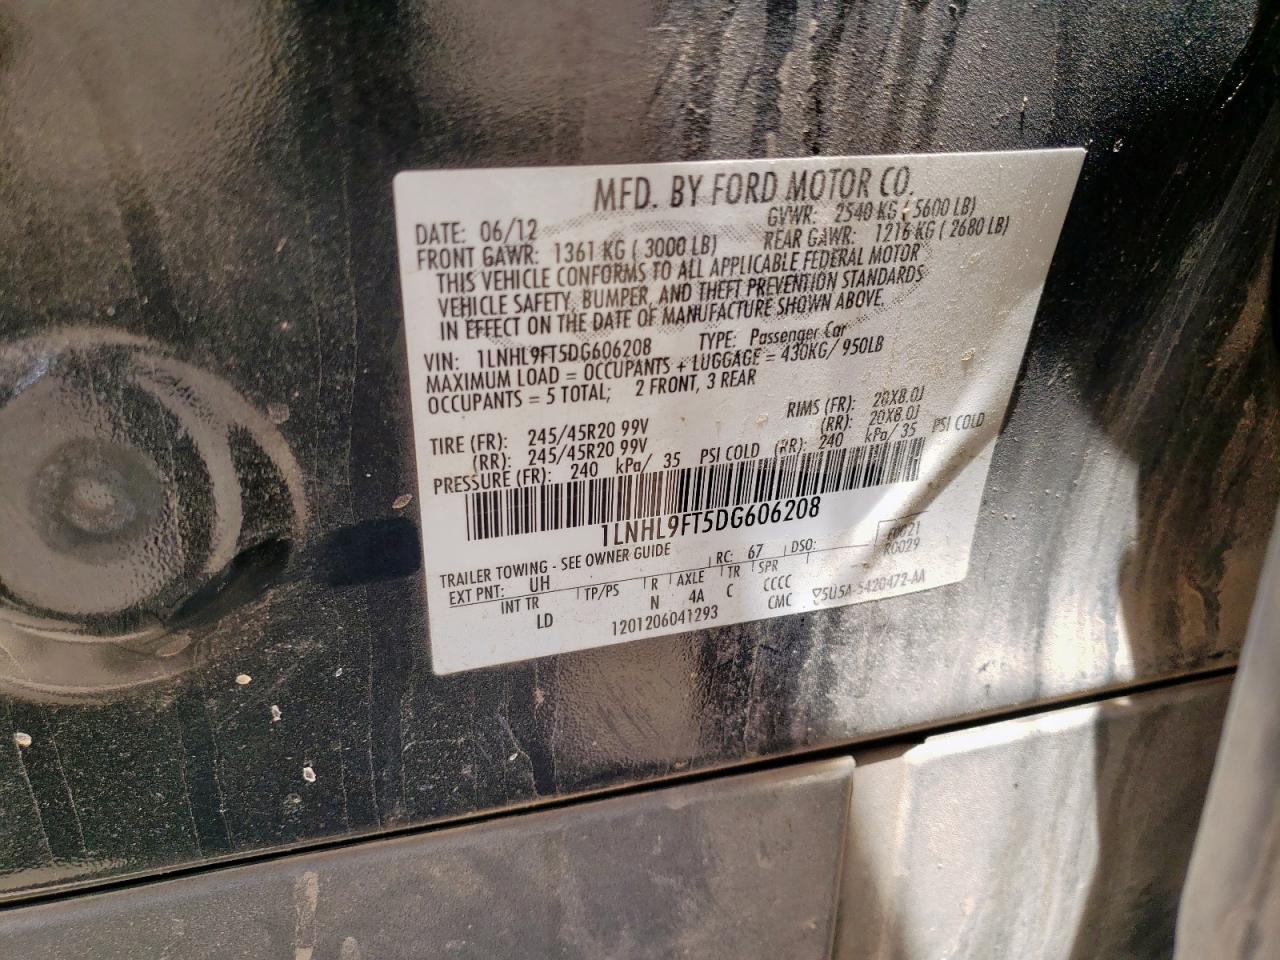 MFD. BY FORD MOTOR CO.
DATE: 06/12 GVWR: 2540 KG ( 5600 LB)
FRONT GAWR: 1361 KG ( 3000 LB) REAR GAWR: 1216 KG ( 2680 LB)
THIS VEHICLE CONFORMS TO ALL APPLICABLE FEDERAL MOTOR
VEHICLE SAFETY, BUMPER, AND THEFT PREVENTION STANDARDS
IN EFFECT ON THE DATE OF MANUFACTURE SHOWN ABOVE.
VIN: 1LNHL9FT5DG606208 TYPE: Passenger Car
MAXIMUM LOAD = OCCUPANTS + LUGGAGE = 430KG/ 950LB
OCCUPANTS = 5 TOTAL; 2 FRONT, 3 REAR
TIRE (FR): 245/45R20 99V RIMS (FR): 20X8.0J
(RR): 245/45R20 99V (RR): 20X8.0J
PRESSURE (FR): 240 kPa/ 35 PSI COLD (RR): 240 kPa/ 35 PSI COLD
1LNHL9FT5DG606208
TRAILER TOWING - SEE OWNER GUIDE
EXT PNT: UH RC: 67 DSO: R0029
INT TR TP/PS R AXLE TR SPR
LD N 4A C CCCC
1201206041293 CMC ▽5U5A-5420472-AA